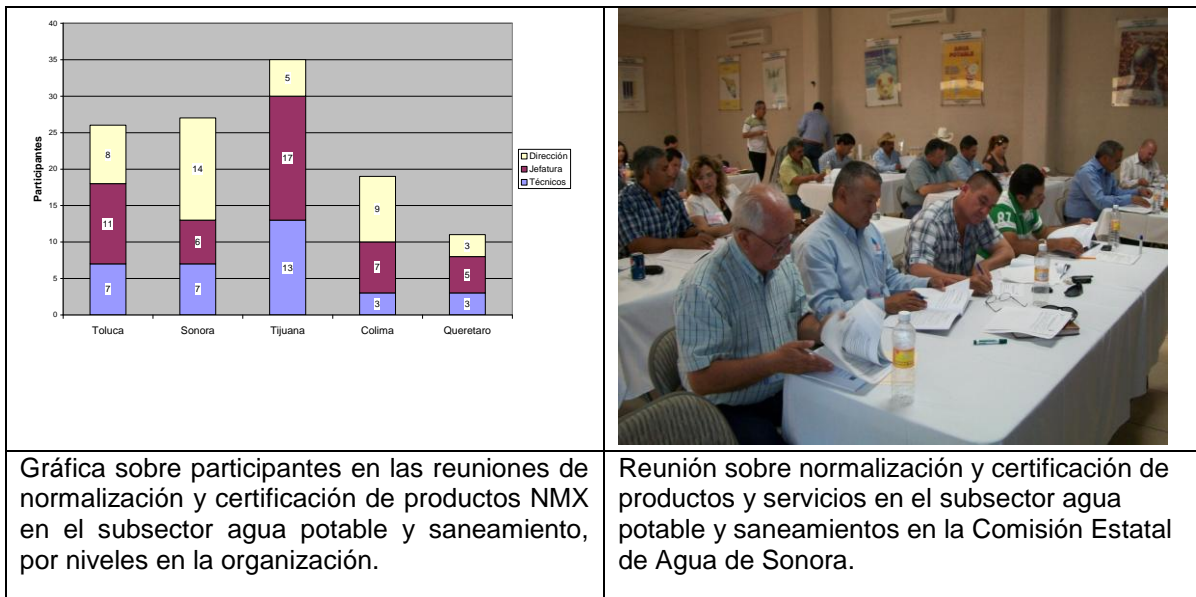 40
35
30
25
20
15
10
5
0
Participantes
8
11
7
14
6
7
5
17
13
9
7
3
3
5
3
Toluca Sonora Tijuana Colima Queretaro
Dirección
Jefatura
Técnicos
AGUA
POTABLE
87
Gráfica sobre participantes en las reuniones de
normalización y certificación de productos NMX
en el subsector agua potable y saneamiento,
por niveles en la organización.
Reunión sobre normalización y certificación de
productos y servicios en el subsector agua
potable y saneamientos en la Comisión Estatal
de Agua de Sonora.